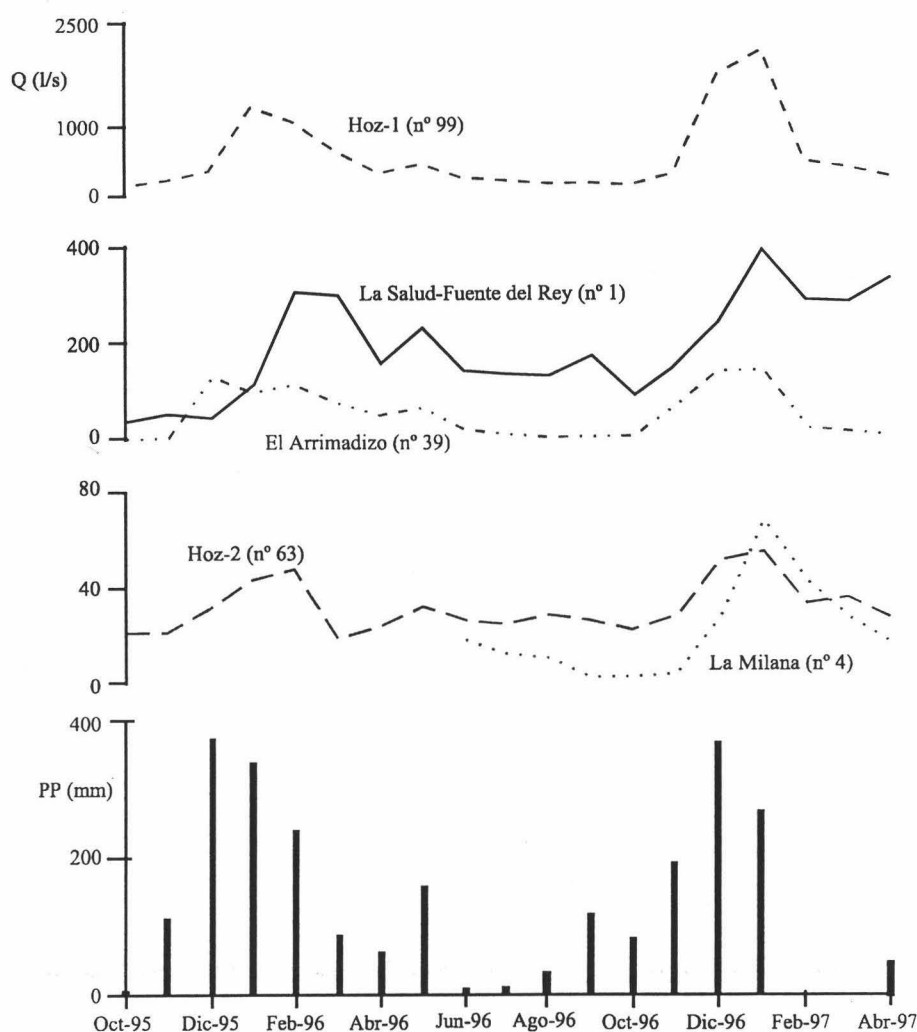 2500
Q (l/s)
1000
Hoz-1 (nº 99)
0
400
La Salud-Fuente del Rey (nº 1)
200
El Arrimadizo (nº 39)
0
80
Hoz-2 (nº 63)
40
La Milana (nº 4)
0
400
PP (mm)
200
0
Oct-95 Dic-95 Feb-96 Abr-96 Jun-96 Ago-96 Oct-96 Dic-96 Feb-97 Abr-97